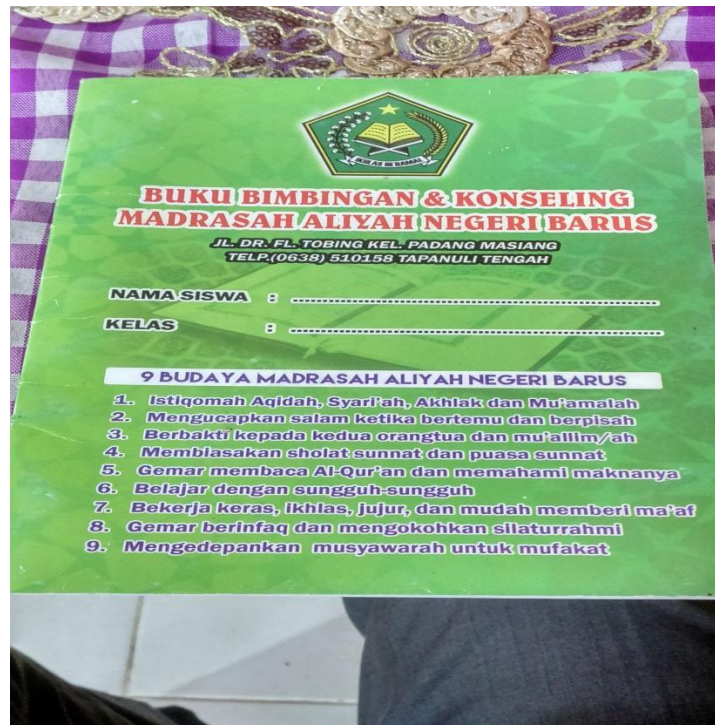 IKHLAS BERAMAL
BUKU BIMBINGAN & KONSELING
MADRASAH ALIYAH NEGERI BARUS
JL. DR. FL. TOBING KEL. PADANG MASIANG
TELP.(0638) 510158 TAPANULI TENGAH
NAMA SISWA : ................................................
KELAS : ................................................
9 BUDAYA MADRASAH ALIYAH NEGERI BARUS
1. Istiqomah Aqidah, Syari'ah, Akhlak dan Mu'amalah
2. Mengucapkan salam ketika bertemu dan berpisah
3. Berbakti kepada kedua orangtua dan mu'allim/ah
4. Membiasakan sholat sunnat dan puasa sunnat
5. Gemar membaca Al-Qur'an dan memahami maknanya
6. Belajar dengan sungguh-sungguh
7. Bekerja keras, ikhlas, jujur, dan mudah memberi ma'af
8. Gemar berinfaq dan mengokohkan silaturrahmi
9. Mengedepankan musyawarah untuk mufakat